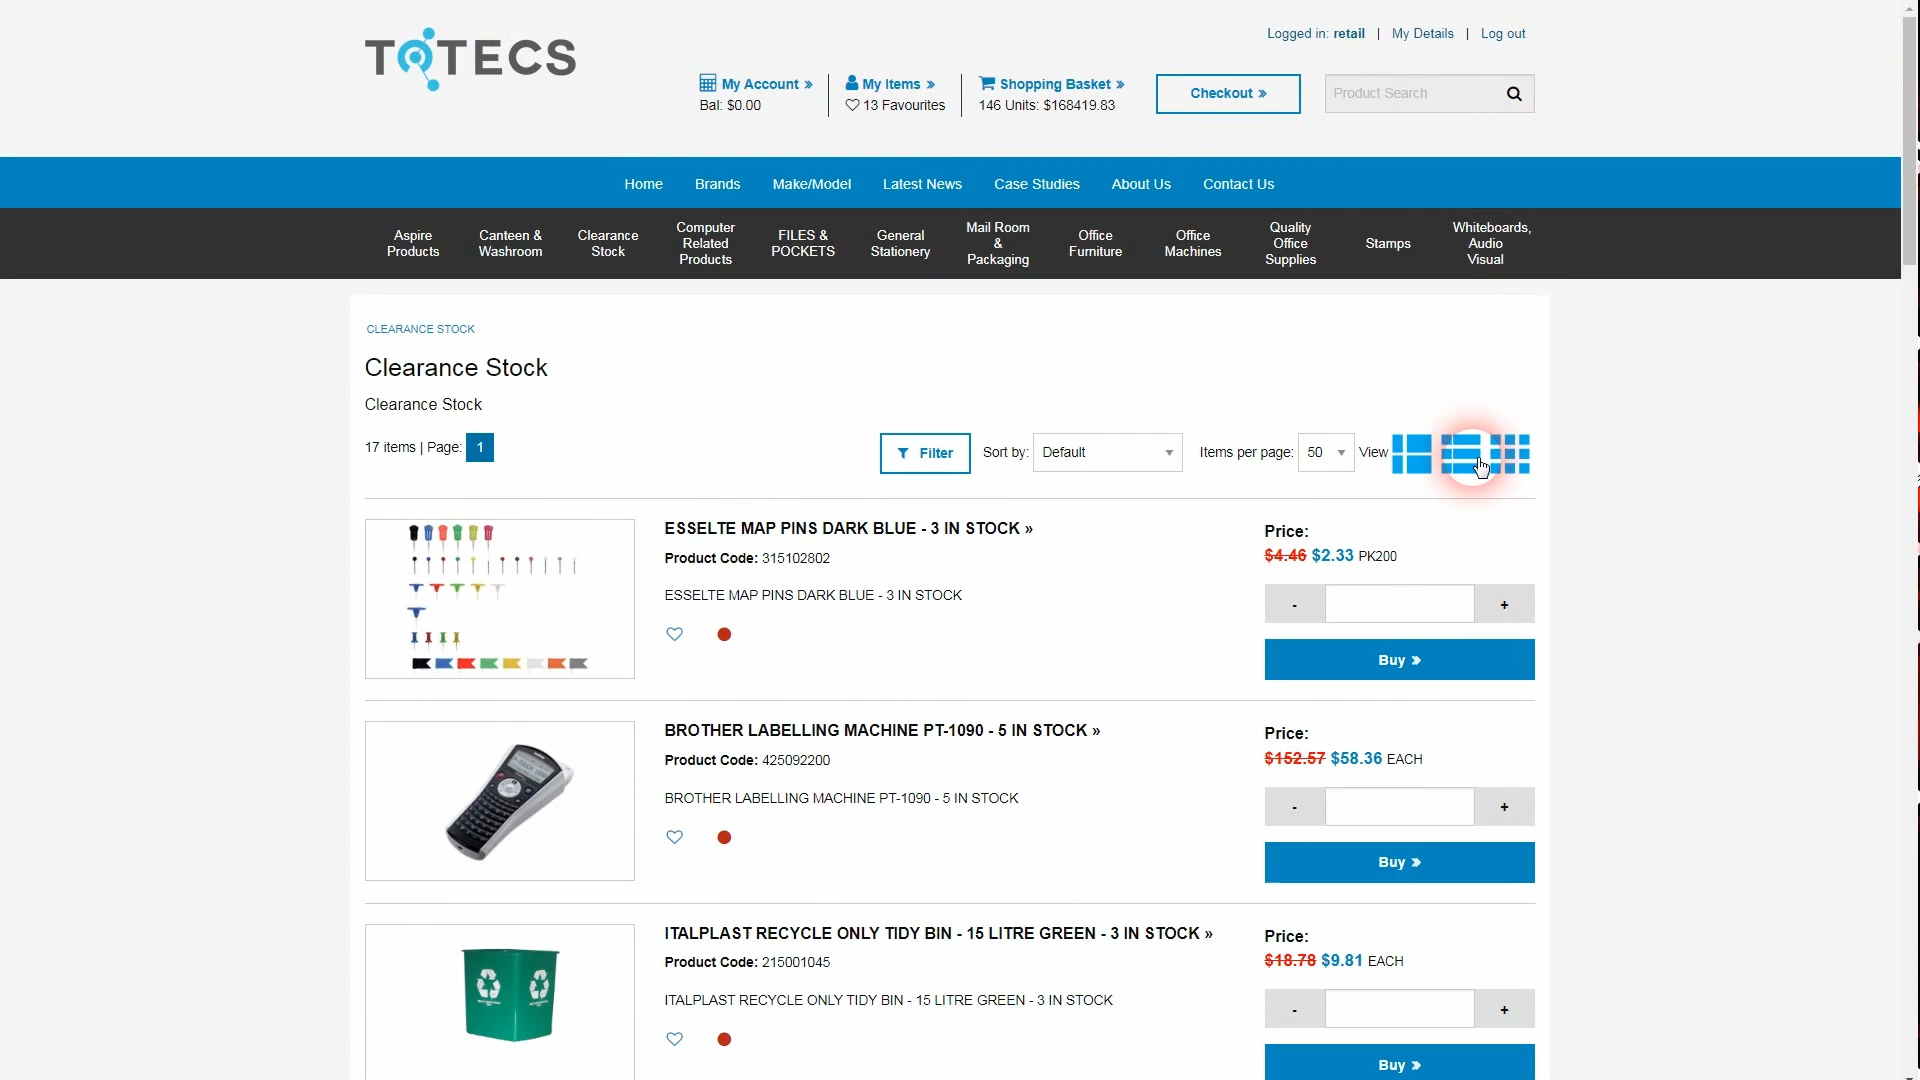 TOTECS
Logged in: retail | My Details | Log out
My Account »
Bal: $0.00
My Items »
13 Favourites
Shopping Basket »
146 Units: $168419.83
Checkout »
Product Search
Home
Brands
Make/Model
Latest News
Case Studies
About Us
Contact Us
Aspire
Products
Canteen &
Washroom
Clearance
Stock
Computer
Related
Products
FILES &
POCKETS
General
Stationery
Mail Room
&
Packaging
Office
Furniture
Office
Machines
Quality
Office
Supplies
Stamps
Whiteboards,
Audio
Visual
CLEARANCE STOCK
Clearance Stock
Clearance Stock
17 items | Page: 1
Filter
Sort by: Default
Items per page: 50
View
ESSELTE MAP PINS DARK BLUE - 3 IN STOCK »
Product Code: 315102802
ESSELTE MAP PINS DARK BLUE - 3 IN STOCK
Price:
$4.46 $2.33 PK200
- +
Buy »
BROTHER LABELLING MACHINE PT-1090 - 5 IN STOCK »
Product Code: 425092200
BROTHER LABELLING MACHINE PT-1090 - 5 IN STOCK
Price:
$152.57 $58.36 EACH
- +
Buy »
ITALPLAST RECYCLE ONLY TIDY BIN - 15 LITRE GREEN - 3 IN STOCK »
Product Code: 215001045
ITALPLAST RECYCLE ONLY TIDY BIN - 15 LITRE GREEN - 3 IN STOCK
Price:
$18.78 $9.81 EACH
- +
Buy »